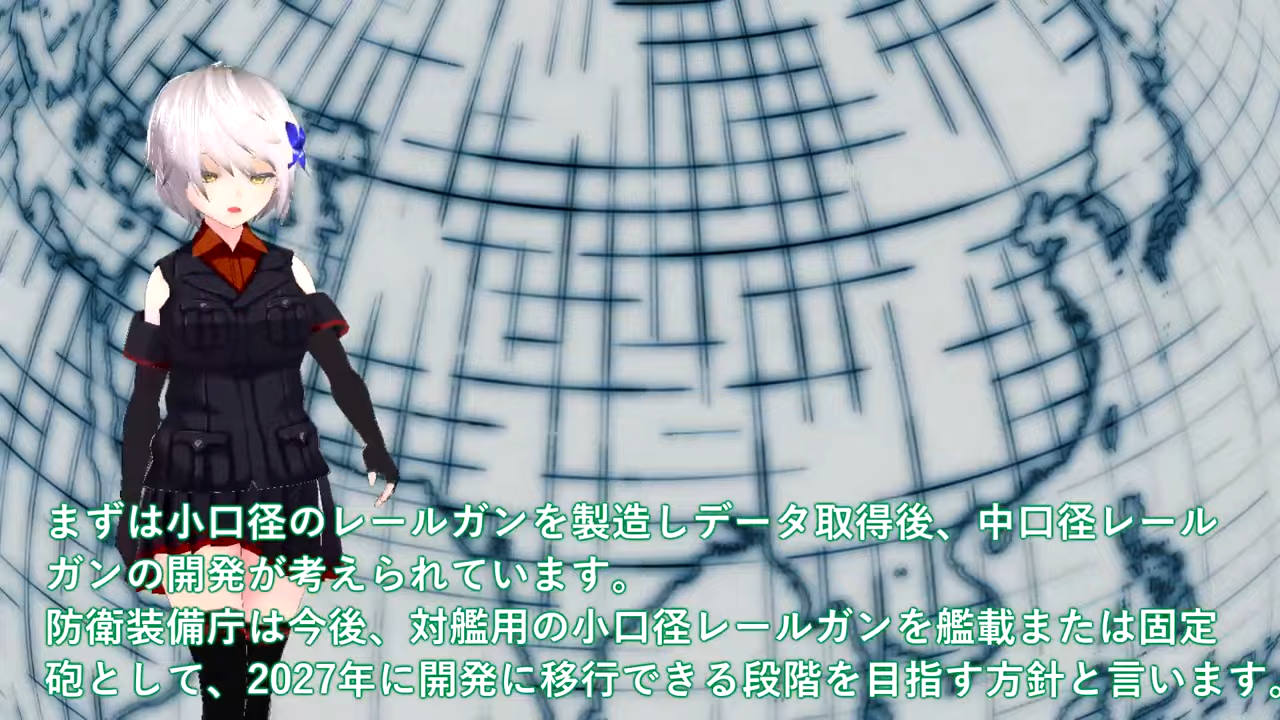 まずは小口径のレールガンを製造しデータ取得後、中口径レール
ガンの開発が考えられています。
防衛装備庁は今後、対艦用の小口径レールガンを艦載または固定
砲として、2027年に開発に移行できる段階を目指す方針と言います。